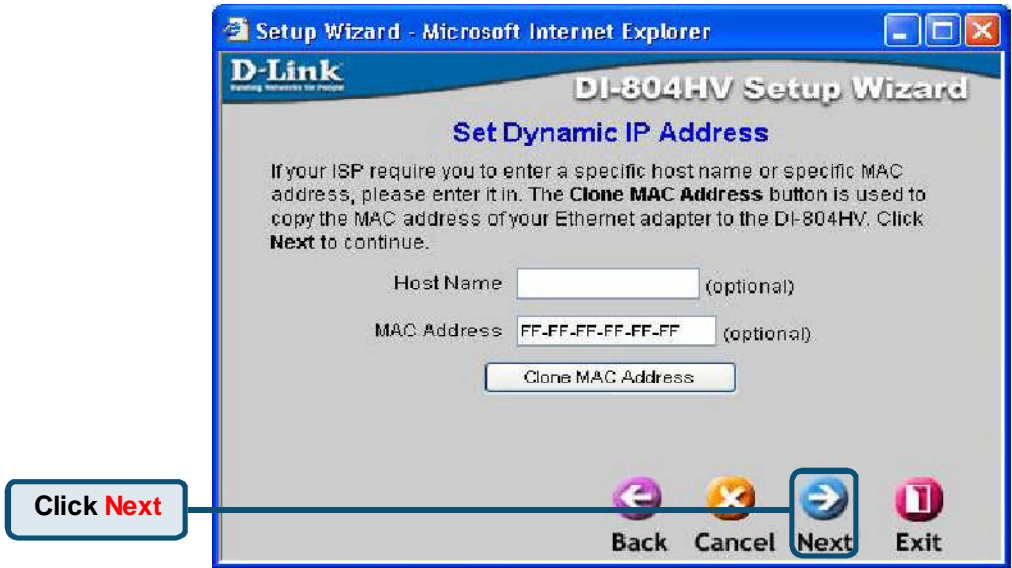 Setup Wizard - Microsoft Internet Explorer
D-Link
Building Networks for People
DI-804HV Setup Wizard
Set Dynamic IP Address
If your ISP require you to enter a specific host name or specific MAC
address, please enter it in. The Clone MAC Address button is used to
copy the MAC address of your Ethernet adapter to the DI-804HV. Click
Next to continue.
Host Name (optional)
MAC Address FF-FF-FF-FF-FF-FF (optional)
Clone MAC Address
Click Next
Back Cancel Next Exit